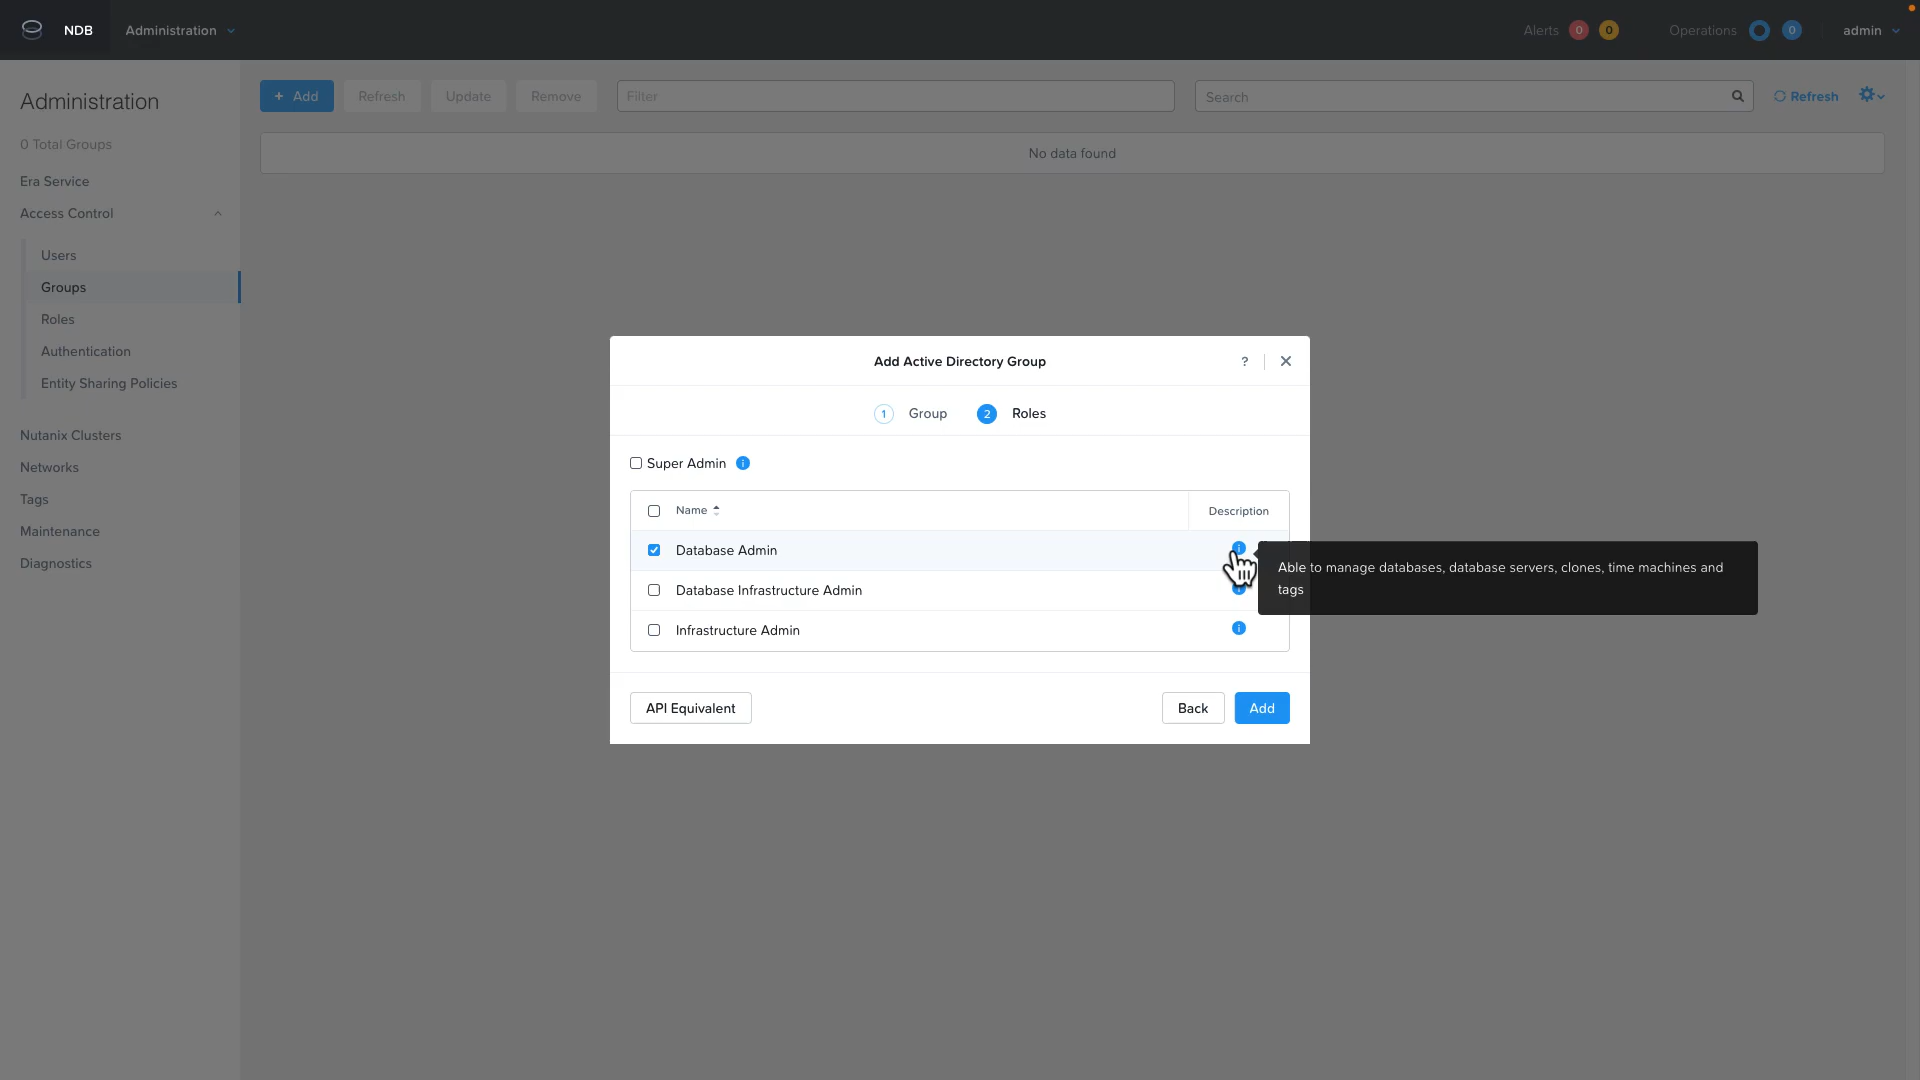 NDB
Administration
Alerts 0 0
Operations 0
admin
Administration
0 Total Groups
Era Service
Access Control
Users
Groups
Roles
Authentication
Entity Sharing Policies
Nutanix Clusters
Networks
Tags
Maintenance
Diagnostics
+ Add
Refresh
Update
Remove
Filter
Search
Refresh
No data found
Add Active Directory Group
?
1 Group
2 Roles
Super Admin
Name
Description
Database Admin
Able to manage databases, database servers, clones, time machines and
tags
Database Infrastructure Admin
Infrastructure Admin
API Equivalent
Back
Add